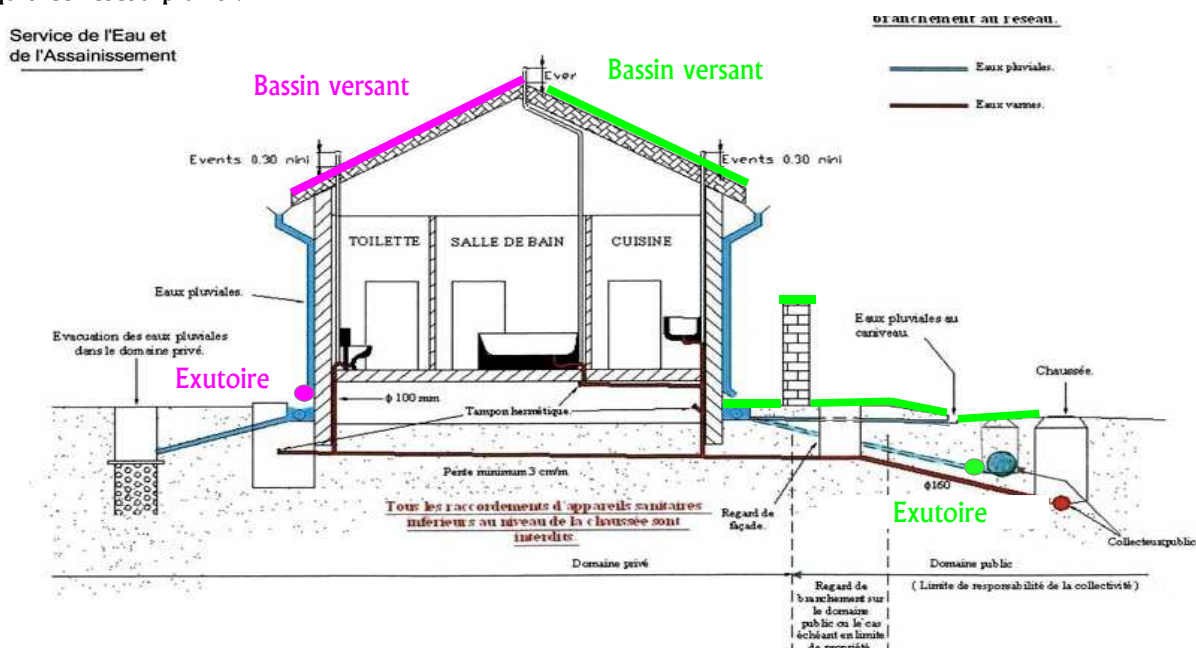 Service de l'Eau et
de l'Assainissement
branchement au réseau.
Eaux pluviales.
Eaux vannes.
Bassin versant
Bassin versant
Events 0.30 mini
Events 0.30 mini
TOILETTE
SALLE DE BAIN
CUISINE
Eaux pluviales.
Evacuation des eaux pluviales
dans le domaine privé.
Eaux pluviales au
caniveau.
Chaussée.
Exutoire
ϕ 100 mm
Tampon hermétique.
Pente minimum 3 cm/m.
ϕ160
Tous les raccordements d'appareils sanitaires
inférieurs au niveau de la chaussée sont
interdits.
Regard de
façade.
Exutoire
Collecteur public
Domaine privé
Domaine public
( Limite de responsabilité de la collectivité )
Regard de
branchement sur
le domaine
public ou le cas
échéant en limite
de propriété